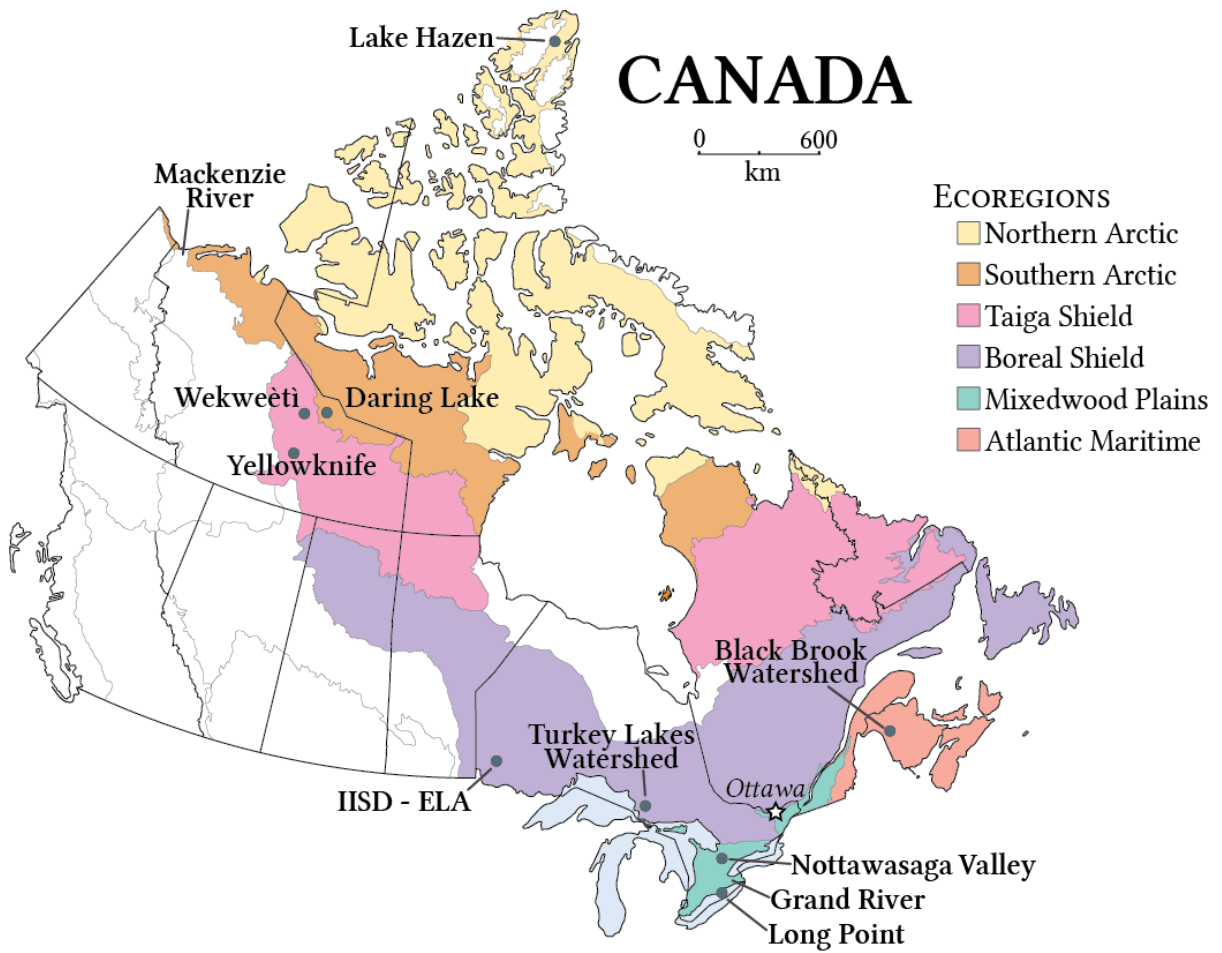 Lake Hazen
CANADA
0 600
km
Mackenzie
River
ECOREGIONS
Northern Arctic
Southern Arctic
Taiga Shield
Boreal Shield
Mixedwood Plains
Atlantic Maritime
Wekweètì
Daring Lake
Yellowknife
Black Brook
Watershed
Turkey Lakes
Watershed
Ottawa
IISD - ELA
Nottawasaga Valley
Grand River
Long Point